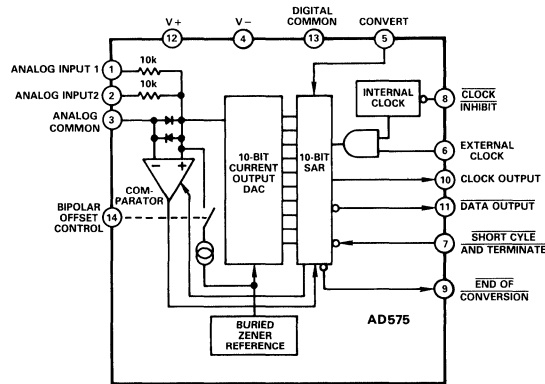 V+
12
V–
4
DIGITAL
COMMON
13
CONVERT
5
ANALOG INPUT 1
1
10k
ANALOG INPUT2
2
10k
ANALOG
COMMON
3
INTERNAL
CLOCK
8
CLOCK
INHIBIT
6
EXTERNAL
CLOCK
10-BIT
CURRENT
OUTPUT
DAC
10-BIT
SAR
–
+
COM-
PARATOR
10
CLOCK OUTPUT
11
DATA OUTPUT
BIPOLAR
OFFSET
CONTROL
14
7
SHORT CYLE
AND TERMINATE
9
END OF
CONVERSION
BURIED
ZENER
REFERENCE
AD575